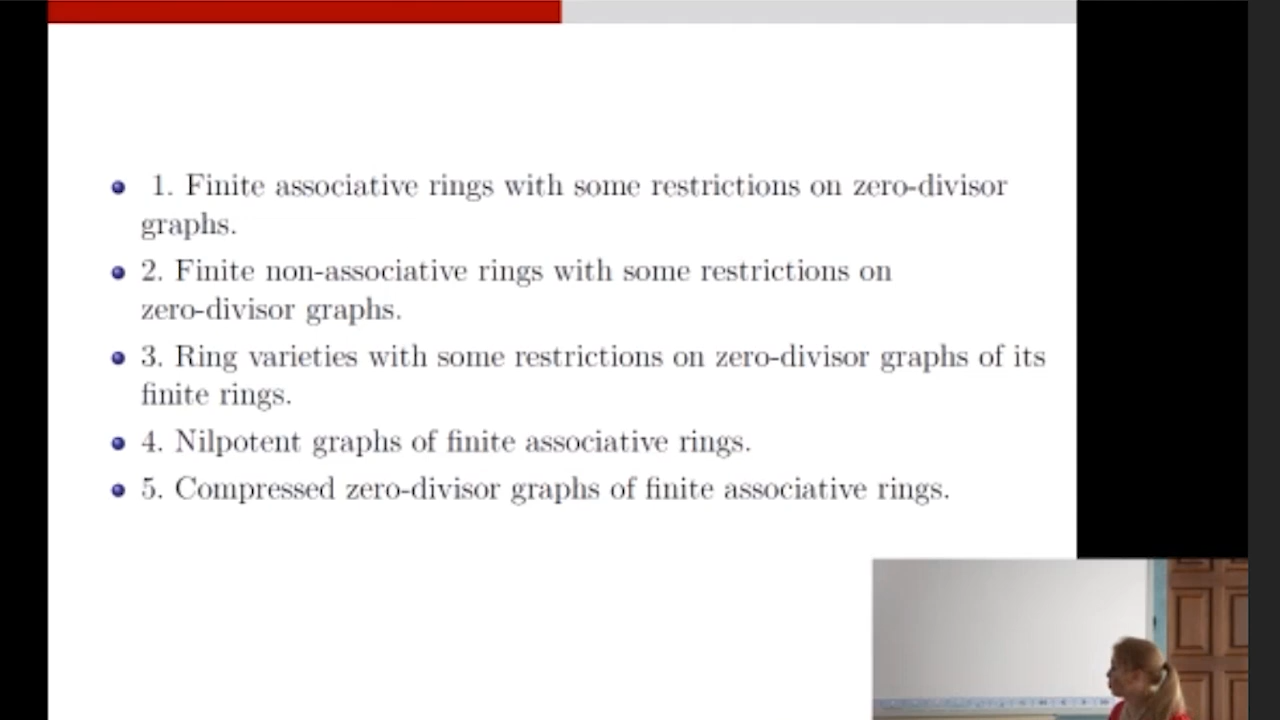 1. Finite associative rings with some restrictions on zero-divisor
graphs.
2. Finite non-associative rings with some restrictions on
zero-divisor graphs.
3. Ring varieties with some restrictions on zero-divisor graphs of its
finite rings.
4. Nilpotent graphs of finite associative rings.
5. Compressed zero-divisor graphs of finite associative rings.